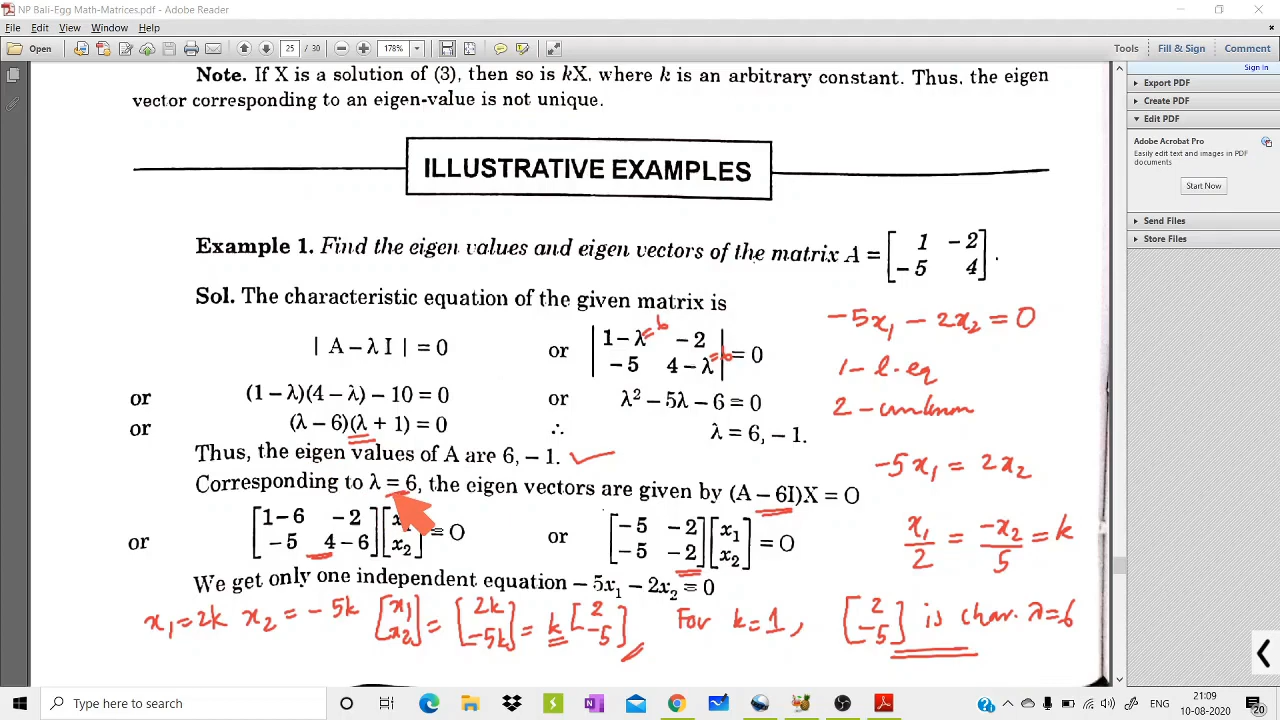 NP Bali-Egg Math-Matrices.pdf - Adobe Acrobat Reader DC
File Edit View Window Help
Open 25 / 30 178% Tools Fill & Sign Comment
Sign In
Export PDF
Create PDF
Edit PDF
Adobe Acrobat Pro
Easily edit text and images in PDF
documents
Start Now
Send Files
Store Files
Note. If X is a solution of (3), then so is kX, where k is an arbitrary constant. Thus, the eigen
vector corresponding to an eigen-value is not unique.
ILLUSTRATIVE EXAMPLES
Example 1. Find the eigen values and eigen vectors of the matrix A = [1 -2; -5 4].
Sol. The characteristic equation of the given matrix is
| A − λ I | = 0 or |1 − λ =6 −2; −5 4 − λ =6| = 0
or (1 − λ)(4 − λ) − 10 = 0 or λ² − 5λ − 6 = 0
or (λ − 6)(λ + 1) = 0 ∴ λ = 6, − 1.
Thus, the eigen values of A are 6, − 1.
Corresponding to λ = 6, the eigen vectors are given by (A − 6I)X = O
or [1−6 −2; −5 4−6][x₁; x₂] = O or [−5 −2; −5 −2][x₁; x₂] = O
We get only one independent equation − 5x₁ − 2x₂ = 0
-5x₁ - 2x₂ = 0
1- l. eq
2 -
-5x₁ = 2x₂
x₁/2 = -x₂/5 = k
x₁=2k x₂ = -5k [x₁; x₂] = [2k; -5k] = k [2; -5] For k=1, [2; -5] is char. λ=6
Type here to search
ENG 21:09
10-08-2020
20